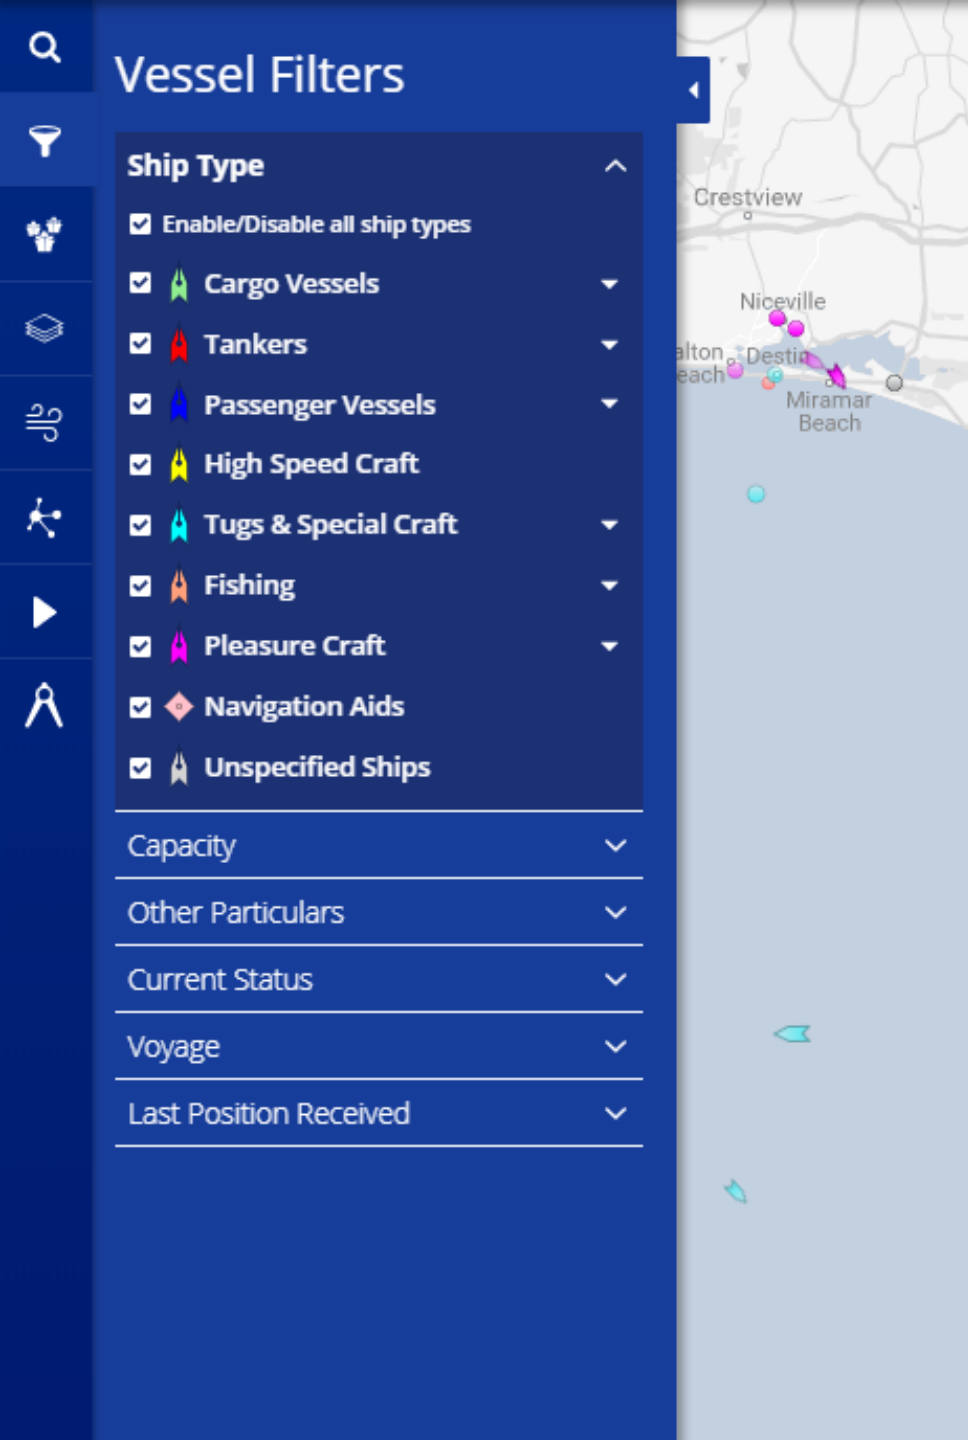 Vessel Filters
Ship Type
Enable/Disable all ship types
Cargo Vessels
Tankers
Passenger Vessels
High Speed Craft
Tugs & Special Craft
Fishing
Pleasure Craft
Navigation Aids
Unspecified Ships
Capacity
Other Particulars
Current Status
Voyage
Last Position Received
Crestview
Niceville
alton
each
Destin
Miramar
Beach